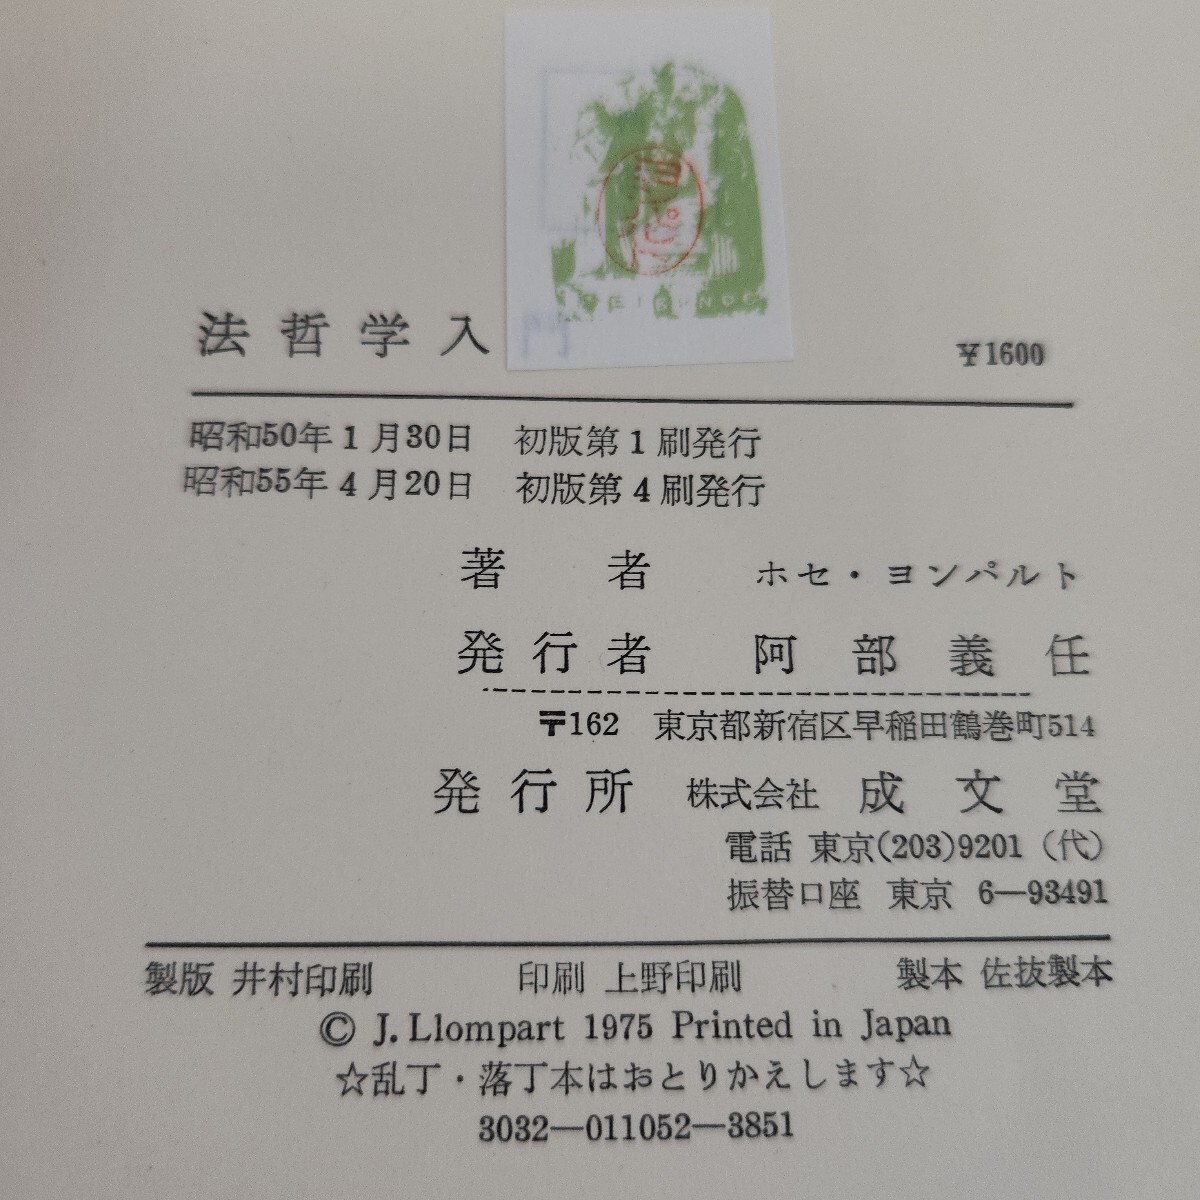 法哲学入門
¥1600
昭和50年1月30日 初版第1刷発行
昭和55年4月20日 初版第4刷発行
著者 ホセ・ヨンパルト
発行者 阿部義任
〒162 東京都新宿区早稲田鶴巻町514
発行所 株式会社 成文堂
電話 東京(203)9201(代)
振替口座 東京 6—93491
製版 井村印刷 印刷 上野印刷 製本 佐抜製本
© J. Llompart 1975 Printed in Japan
☆乱丁・落丁本はおとりかえします☆
3032—011052—3851